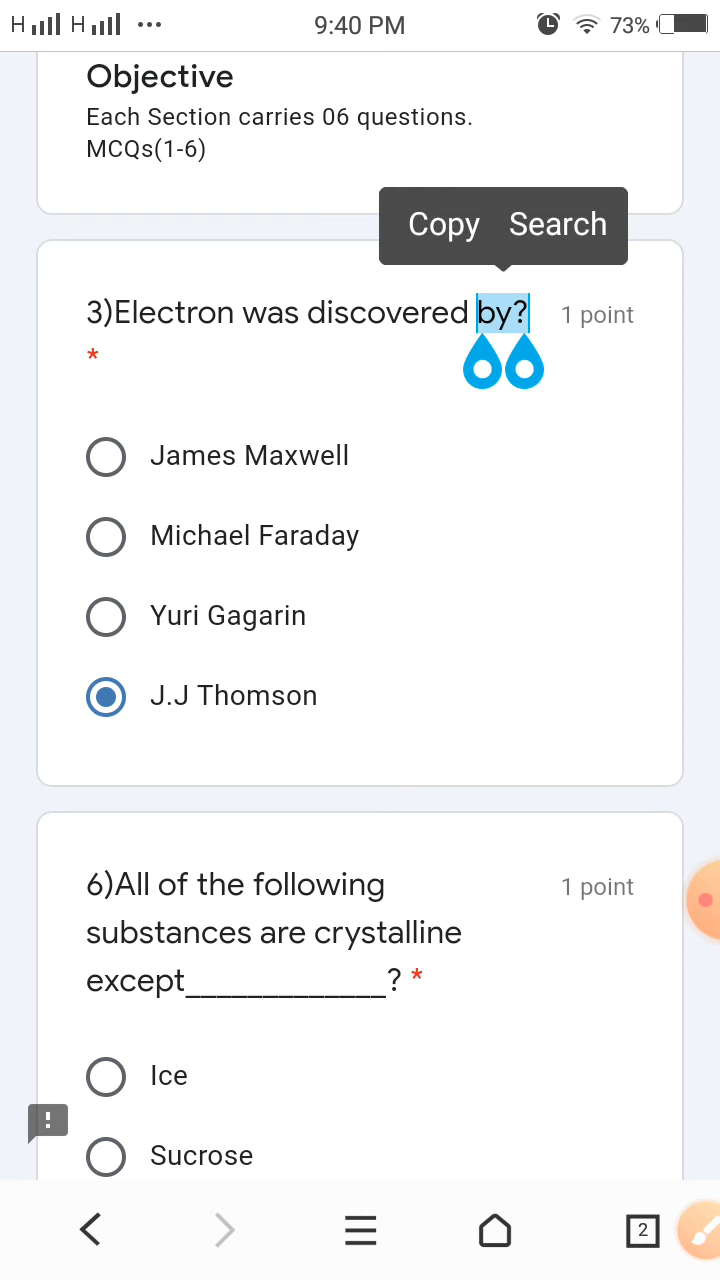 H H ... 9:40 PM 73%
Objective
Each Section carries 06 questions.
MCQs(1-6)
Copy Search
3)Electron was discovered by? 1 point
*
James Maxwell
Michael Faraday
Yuri Gagarin
J.J Thomson
6)All of the following 1 point
substances are crystalline
except_____________? *
Ice
!
Sucrose
2